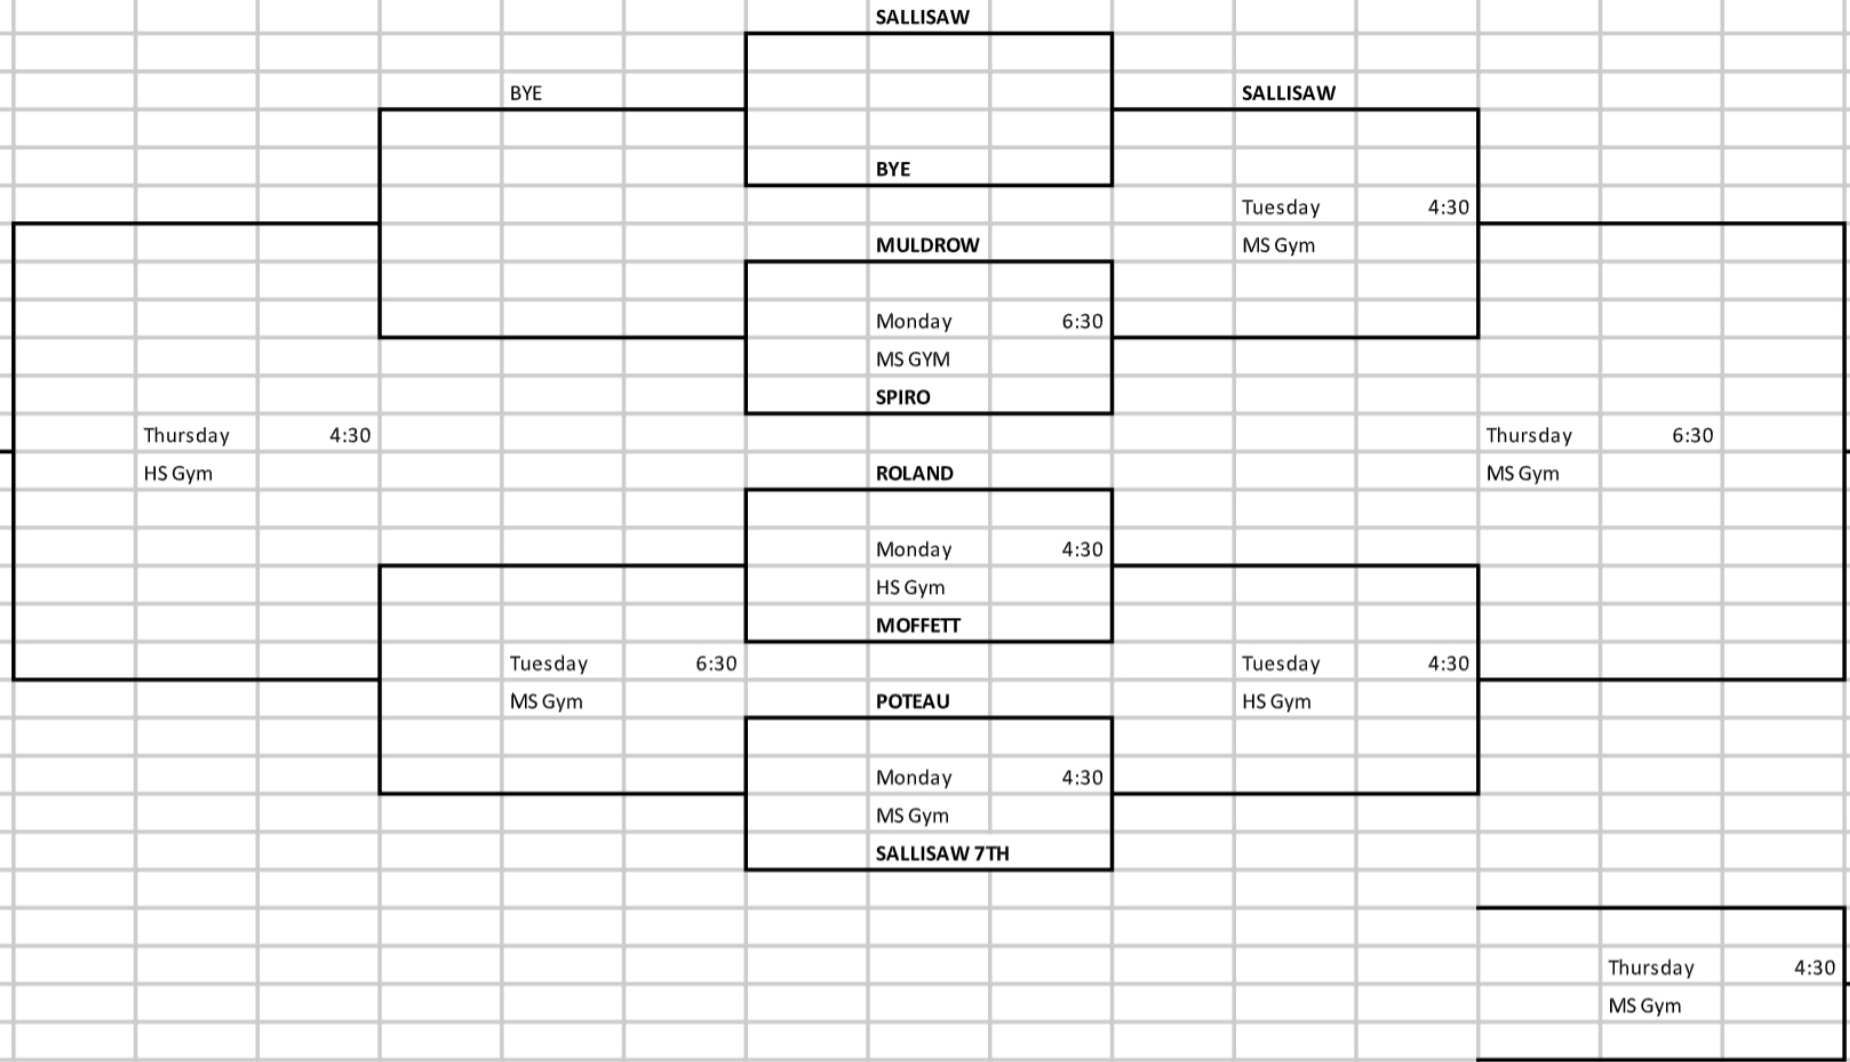 SALLISAW
BYE SALLISAW
BYE
Tuesday 4:30
MULDROW MS Gym
Monday 6:30
MS GYM
SPIRO
Thursday 4:30 Thursday 6:30
HS Gym ROLAND MS Gym
Monday 4:30
HS Gym
MOFFETT
Tuesday 6:30 Tuesday 4:30
MS Gym POTEAU HS Gym
Monday 4:30
MS Gym
SALLISAW 7TH
Thursday 4:30
MS Gym